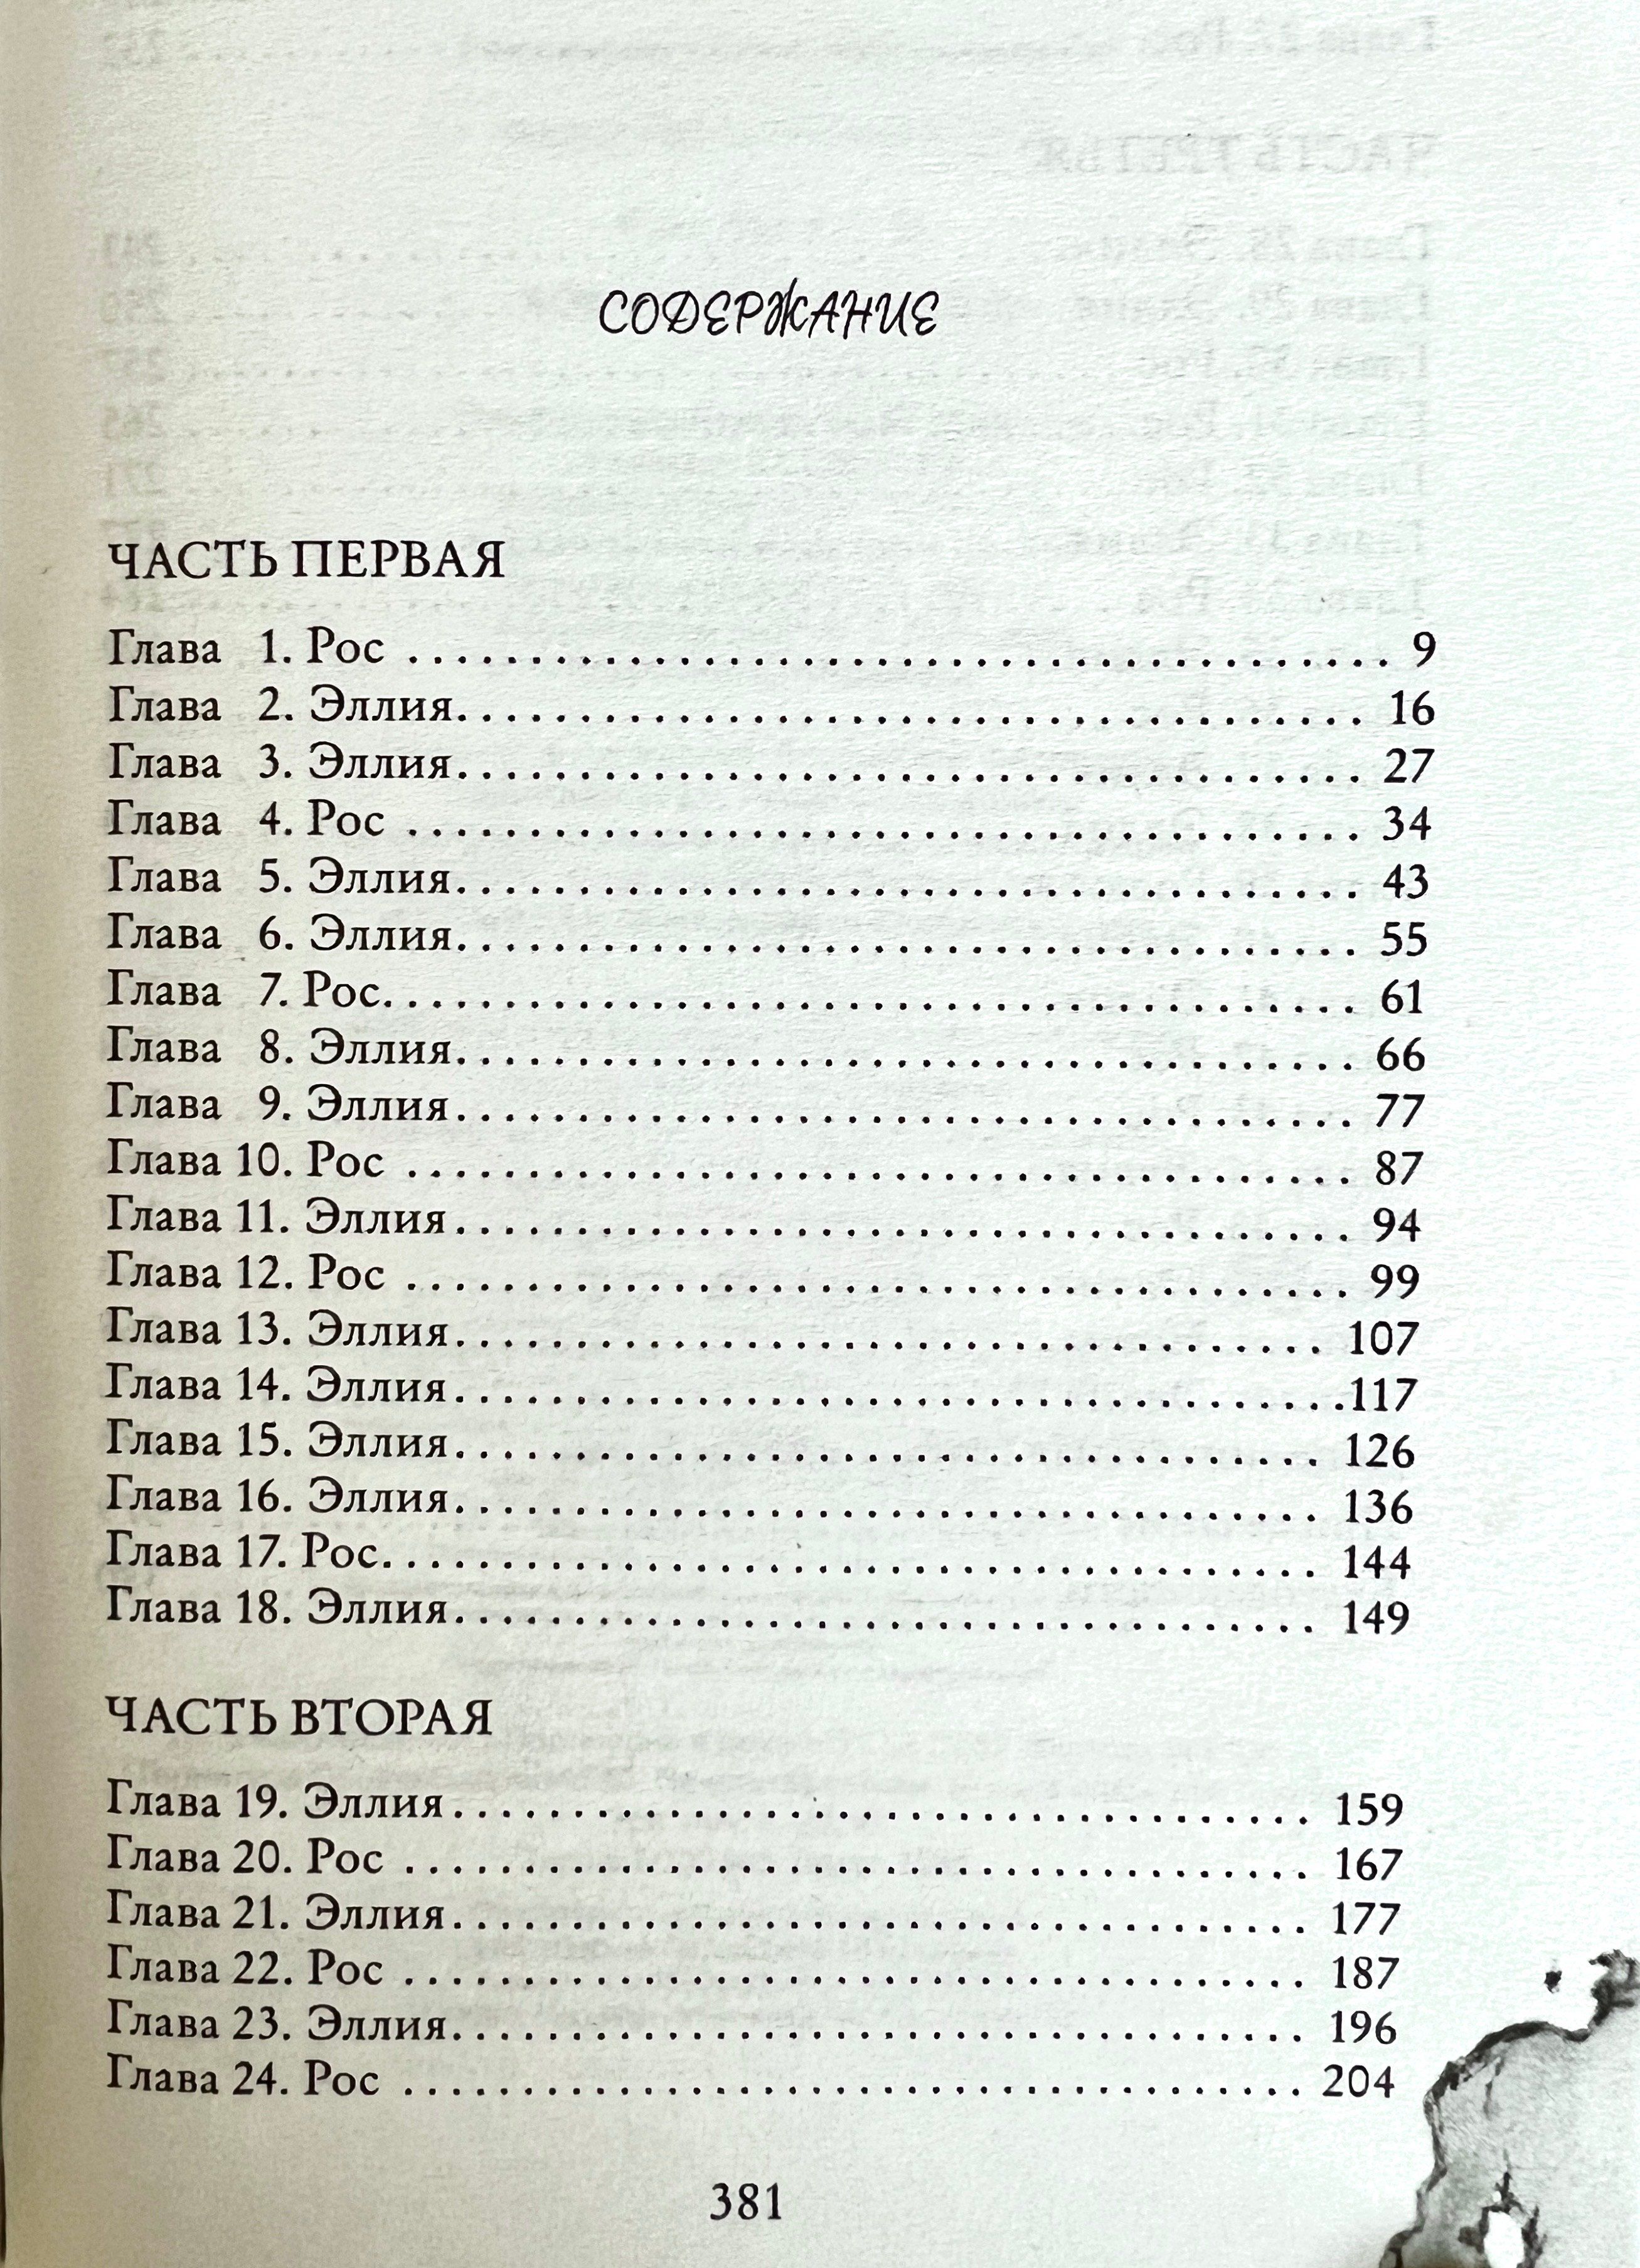 СОДЕРЖАНИЕ
ЧАСТЬ ПЕРВАЯ
Глава 1. Рос . . . . . . . . . . . . . . . . . . . . . . . . . . . . . . . . . . . . . . . . 9
Глава 2. Эллия. . . . . . . . . . . . . . . . . . . . . . . . . . . . . . . . . . . . . 16
Глава 3. Эллия. . . . . . . . . . . . . . . . . . . . . . . . . . . . . . . . . . . . . 27
Глава 4. Рос . . . . . . . . . . . . . . . . . . . . . . . . . . . . . . . . . . . . . . . 34
Глава 5. Эллия. . . . . . . . . . . . . . . . . . . . . . . . . . . . . . . . . . . . . 43
Глава 6. Эллия. . . . . . . . . . . . . . . . . . . . . . . . . . . . . . . . . . . . . 55
Глава 7. Рос. . . . . . . . . . . . . . . . . . . . . . . . . . . . . . . . . . . . . . . . 61
Глава 8. Эллия. . . . . . . . . . . . . . . . . . . . . . . . . . . . . . . . . . . . . 66
Глава 9. Эллия. . . . . . . . . . . . . . . . . . . . . . . . . . . . . . . . . . . . . 77
Глава 10. Рос . . . . . . . . . . . . . . . . . . . . . . . . . . . . . . . . . . . . . . . 87
Глава 11. Эллия. . . . . . . . . . . . . . . . . . . . . . . . . . . . . . . . . . . . . 94
Глава 12. Рос . . . . . . . . . . . . . . . . . . . . . . . . . . . . . . . . . . . . . . . 99
Глава 13. Эллия. . . . . . . . . . . . . . . . . . . . . . . . . . . . . . . . . . . . 107
Глава 14. Эллия. . . . . . . . . . . . . . . . . . . . . . . . . . . . . . . . . . . . .117
Глава 15. Эллия. . . . . . . . . . . . . . . . . . . . . . . . . . . . . . . . . . . . 126
Глава 16. Эллия. . . . . . . . . . . . . . . . . . . . . . . . . . . . . . . . . . . . 136
Глава 17. Рос. . . . . . . . . . . . . . . . . . . . . . . . . . . . . . . . . . . . . . . 144
Глава 18. Эллия. . . . . . . . . . . . . . . . . . . . . . . . . . . . . . . . . . . . 149
ЧАСТЬ ВТОРАЯ
Глава 19. Эллия. . . . . . . . . . . . . . . . . . . . . . . . . . . . . . . . . . . . 159
Глава 20. Рос . . . . . . . . . . . . . . . . . . . . . . . . . . . . . . . . . . . . . . 167
Глава 21. Эллия. . . . . . . . . . . . . . . . . . . . . . . . . . . . . . . . . . . . 177
Глава 22. Рос . . . . . . . . . . . . . . . . . . . . . . . . . . . . . . . . . . . . . . 187
Глава 23. Эллия. . . . . . . . . . . . . . . . . . . . . . . . . . . . . . . . . . . . 196
Глава 24. Рос . . . . . . . . . . . . . . . . . . . . . . . . . . . . . . . . . . . . . . 204
381